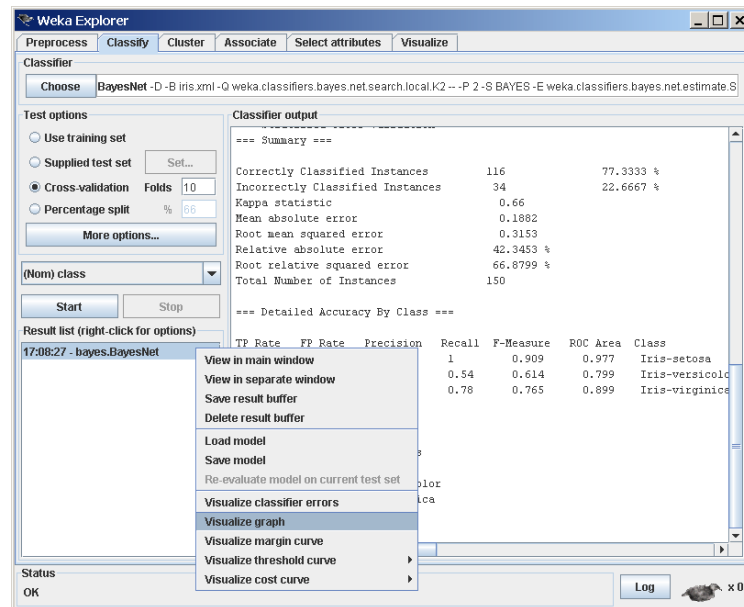 Weka Explorer
Preprocess Classify Cluster Associate Select attributes Visualize
Classifier
Choose BayesNet -D -B iris.xml -Q weka.classifiers.bayes.net.search.local.K2 -- -P 2 -S BAYES -E weka.classifiers.bayes.net.estimate.S
Test options
Use training set
Supplied test set Set...
Cross-validation Folds 10
Percentage split % 66
More options...
(Nom) class
Start Stop
Result list (right-click for options)
17:08:27 - bayes.BayesNet
Classifier output
=== Summary ===
Correctly Classified Instances 116 77.3333 %
Incorrectly Classified Instances 34 22.6667 %
Kappa statistic 0.66
Mean absolute error 0.1882
Root mean squared error 0.3153
Relative absolute error 42.3453 %
Root relative squared error 66.8799 %
Total Number of Instances 150
=== Detailed Accuracy By Class ===
TP Rate FP Rate Precision Recall F-Measure ROC Area Class
1 0.909 0.977 Iris-setosa
0.54 0.614 0.799 Iris-versicolo
0.78 0.765 0.899 Iris-virginica
s
olor
ica
View in main window
View in separate window
Save result buffer
Delete result buffer
Load model
Save model
Re-evaluate model on current test set
Visualize classifier errors
Visualize graph
Visualize margin curve
Visualize threshold curve
Visualize cost curve
Status
OK
Log x 0